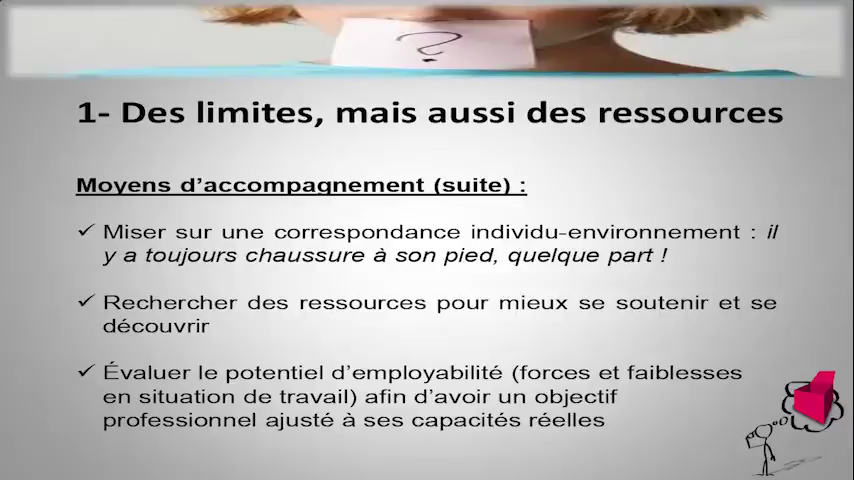 ?
1- Des limites, mais aussi des ressources
Moyens d’accompagnement (suite) :
✓ Miser sur une correspondance individu-environnement : il
y a toujours chaussure à son pied, quelque part !
✓ Rechercher des ressources pour mieux se soutenir et se
découvrir
✓ Évaluer le potentiel d’employabilité (forces et faiblesses
en situation de travail) afin d’avoir un objectif
professionnel ajusté à ses capacités réelles